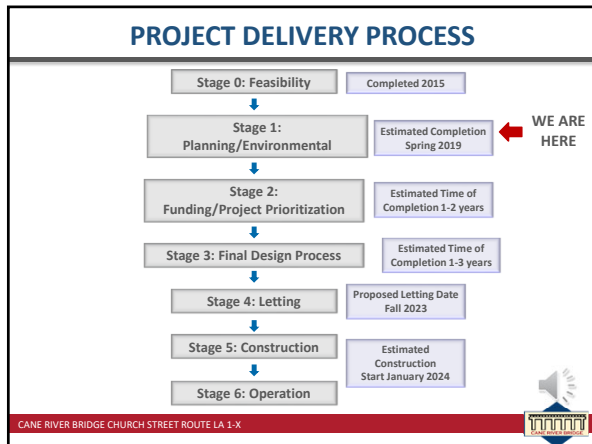 PROJECT DELIVERY PROCESS
Stage 0: Feasibility
Completed 2015
Stage 1:
Planning/Environmental
Estimated Completion
Spring 2019
WE ARE
HERE
Stage 2:
Funding/Project Prioritization
Estimated Time of
Completion 1-2 years
Stage 3: Final Design Process
Estimated Time of
Completion 1-3 years
Stage 4: Letting
Proposed Letting Date
Fall 2023
Stage 5: Construction
Estimated
Construction
Start January 2024
Stage 6: Operation
CANE RIVER BRIDGE CHURCH STREET ROUTE LA 1-X
CANE RIVER BRIDGE